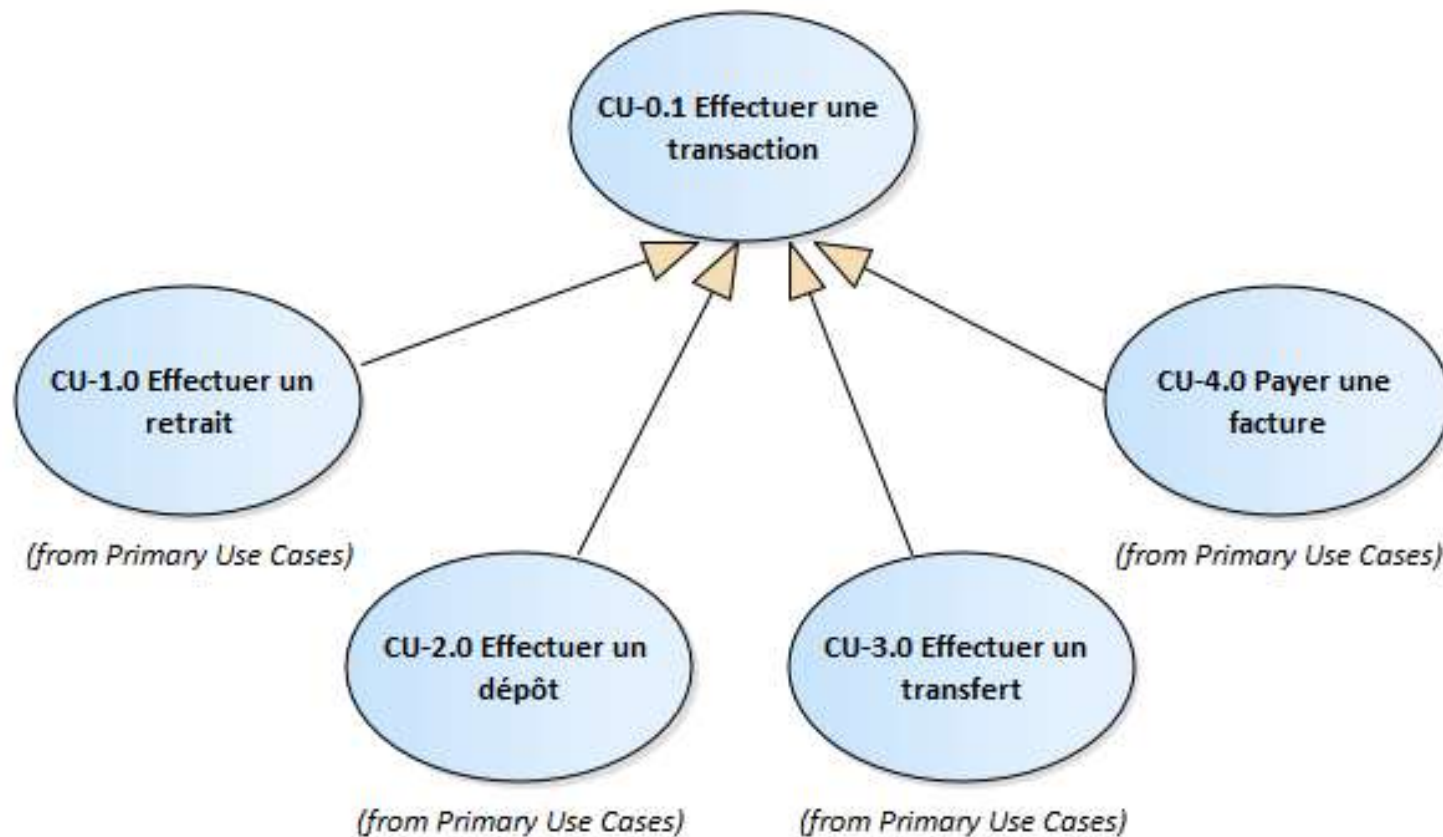 CU-0.1 Effectuer une
transaction
CU-1.0 Effectuer un
retrait
(from Primary Use Cases)
CU-4.0 Payer une
facture
(from Primary Use Cases)
CU-2.0 Effectuer un
dépôt
(from Primary Use Cases)
CU-3.0 Effectuer un
transfert
(from Primary Use Cases)